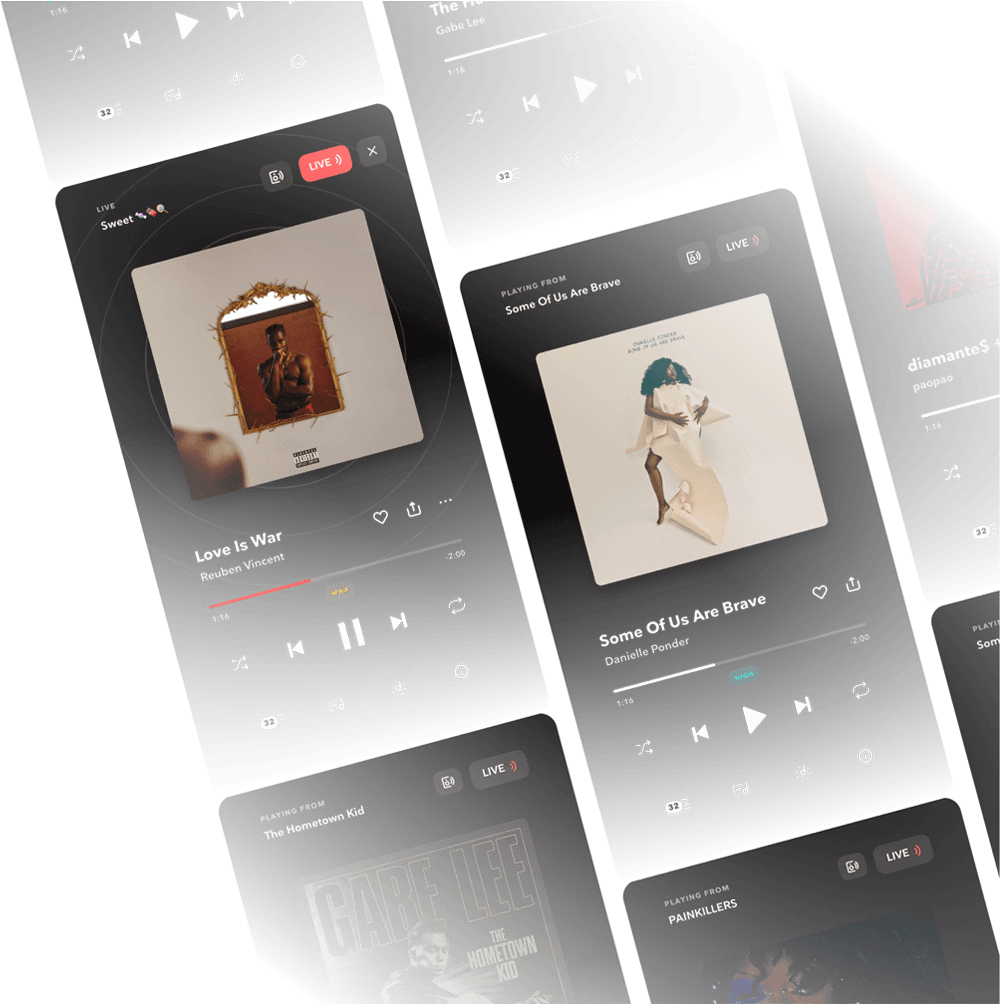 1:16
32
The Ho
Gabe Lee
1:16
32
LIVE
LIVE
Sweet 🍬🍫🍭
Love Is War
Reuben Vincent
-2:00
MAX
1:16
32
LIVE
PLAYING FROM
Some Of Us Are Brave
DANIELLE PONDER
SOME OF US ARE BRAVE
Some Of Us Are Brave
Danielle Ponder
-2:00
HIGH
1:16
32
diamante$ +
paopao
1:16
32
LIVE
PLAYING FROM
The Hometown Kid
GABE LEE
THE
HOMETOWN
KID
LIVE
PLAYING FROM
PAINKILLERS
PLAYIN
Som